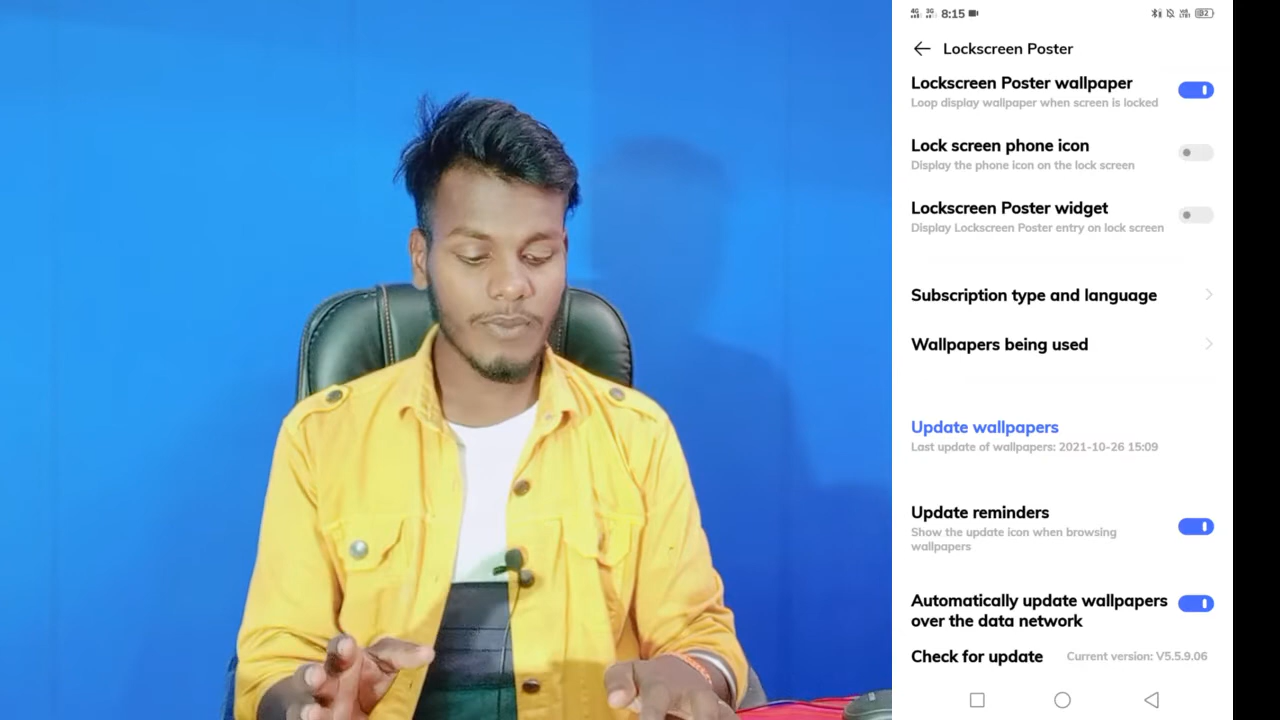 4G 3G 8:15 82
Lockscreen Poster
Lockscreen Poster wallpaper
Loop display wallpaper when screen is locked
Lock screen phone icon
Display the phone icon on the lock screen
Lockscreen Poster widget
Display Lockscreen Poster entry on lock screen
Subscription type and language
Wallpapers being used
Update wallpapers
Last update of wallpapers: 2021-10-26 15:09
Update reminders
Show the update icon when browsing
wallpapers
Automatically update wallpapers
over the data network
Check for update Current version: V5.5.9.06